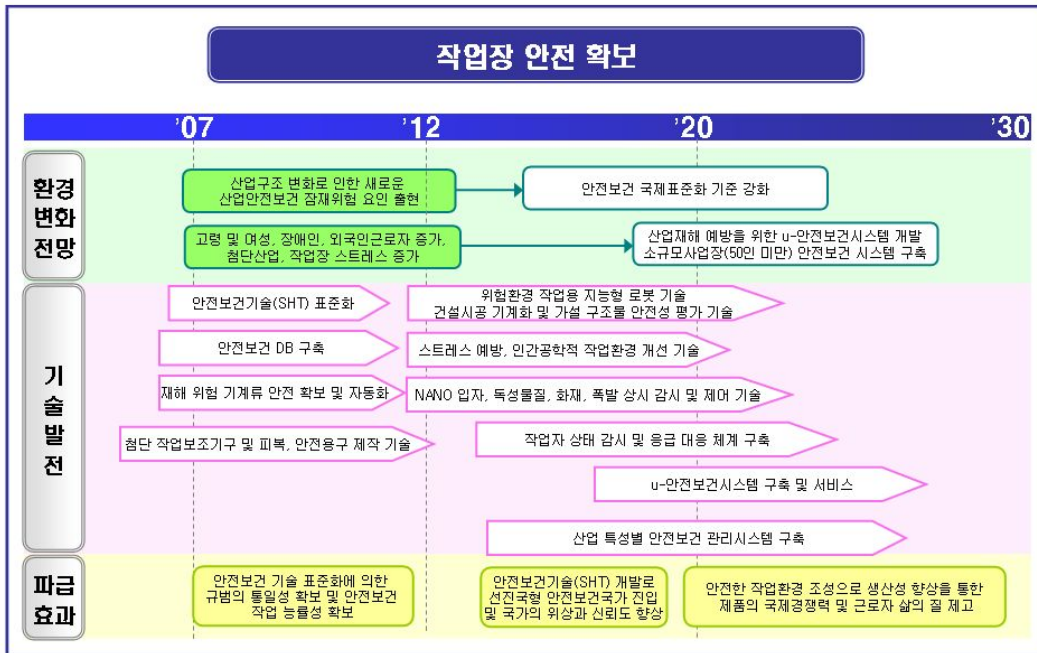 작업장 안전 확보
'07 '12 '20 '30
환경
변화
전망
산업구조 변화로 인한 새로운
산업안전보건 잠재위험 요인 출현
안전보건 국제표준화 기준 강화
고령 및 여성, 장애인, 외국인근로자 증가,
첨단산업, 작업장 스트레스 증가
산업재해 예방을 위한 u-안전보건시스템 개발
소규모사업장(50인 미만) 안전보건 시스템 구축
기
술
발
전
안전보건기술(SHT) 표준화
위험환경 작업용 지능형 로봇 기술
건설시공 기계화 및 가설 구조물 안전성 평가 기술
안전보건 DB 구축
스트레스 예방, 인간공학적 작업환경 개선 기술
재해 위험 기계류 안전 확보 및 자동화
NANO 입자, 독성물질, 화재, 폭발 상시 감시 및 제어 기술
첨단 작업보조기구 및 피복, 안전용구 제작 기술
작업자 상태 감시 및 응급 대응 체계 구축
u-안전보건시스템 구축 및 서비스
산업 특성별 안전보건 관리시스템 구축
파급
효과
안전보건 기술 표준화에 의한
규범의 통일성 확보 및 안전보건
작업 능률성 확보
안전보건기술(SHT) 개발로
선진국형 안전보건국가 진입
및 국가의 위상과 신뢰도 향상
안전한 작업환경 조성으로 생산성 향상을 통한
제품의 국제경쟁력 및 근로자 삶의 질 제고